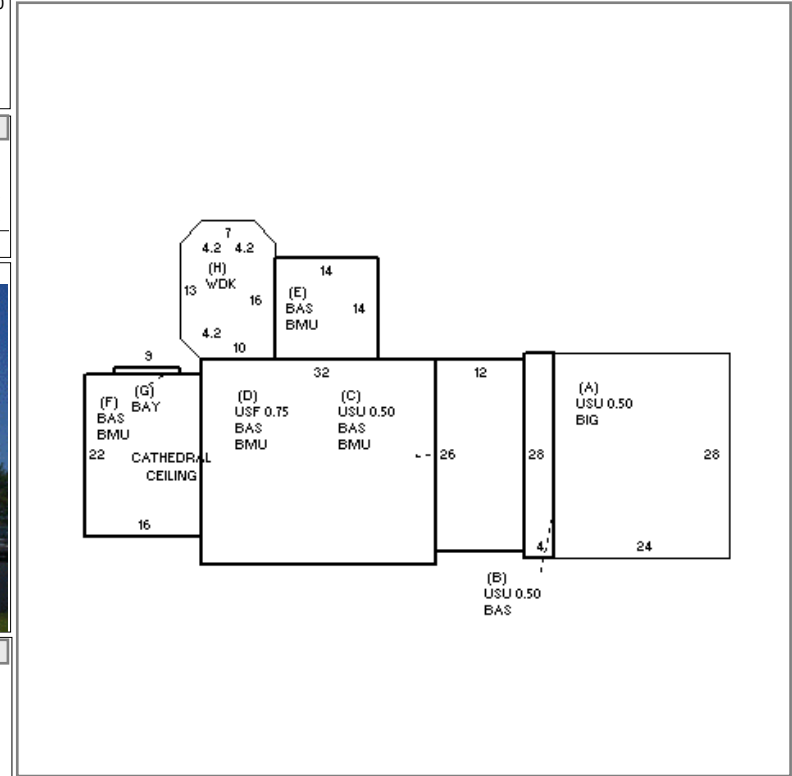 7
4.2 4.2
(H)
WDK
13
16
4.2
10
14
(E)
BAS
BMU
14
9
(G)
BAY
(F)
BAS
BMU
22
CATHEDRAL
CEILING
16
32
(D)
USF 0.75
BAS
BMU
(C)
USU 0.50
BAS
BMU
12
26
28
4
(A)
USU 0.50
BIG
28
24
(B)
USU 0.50
BAS